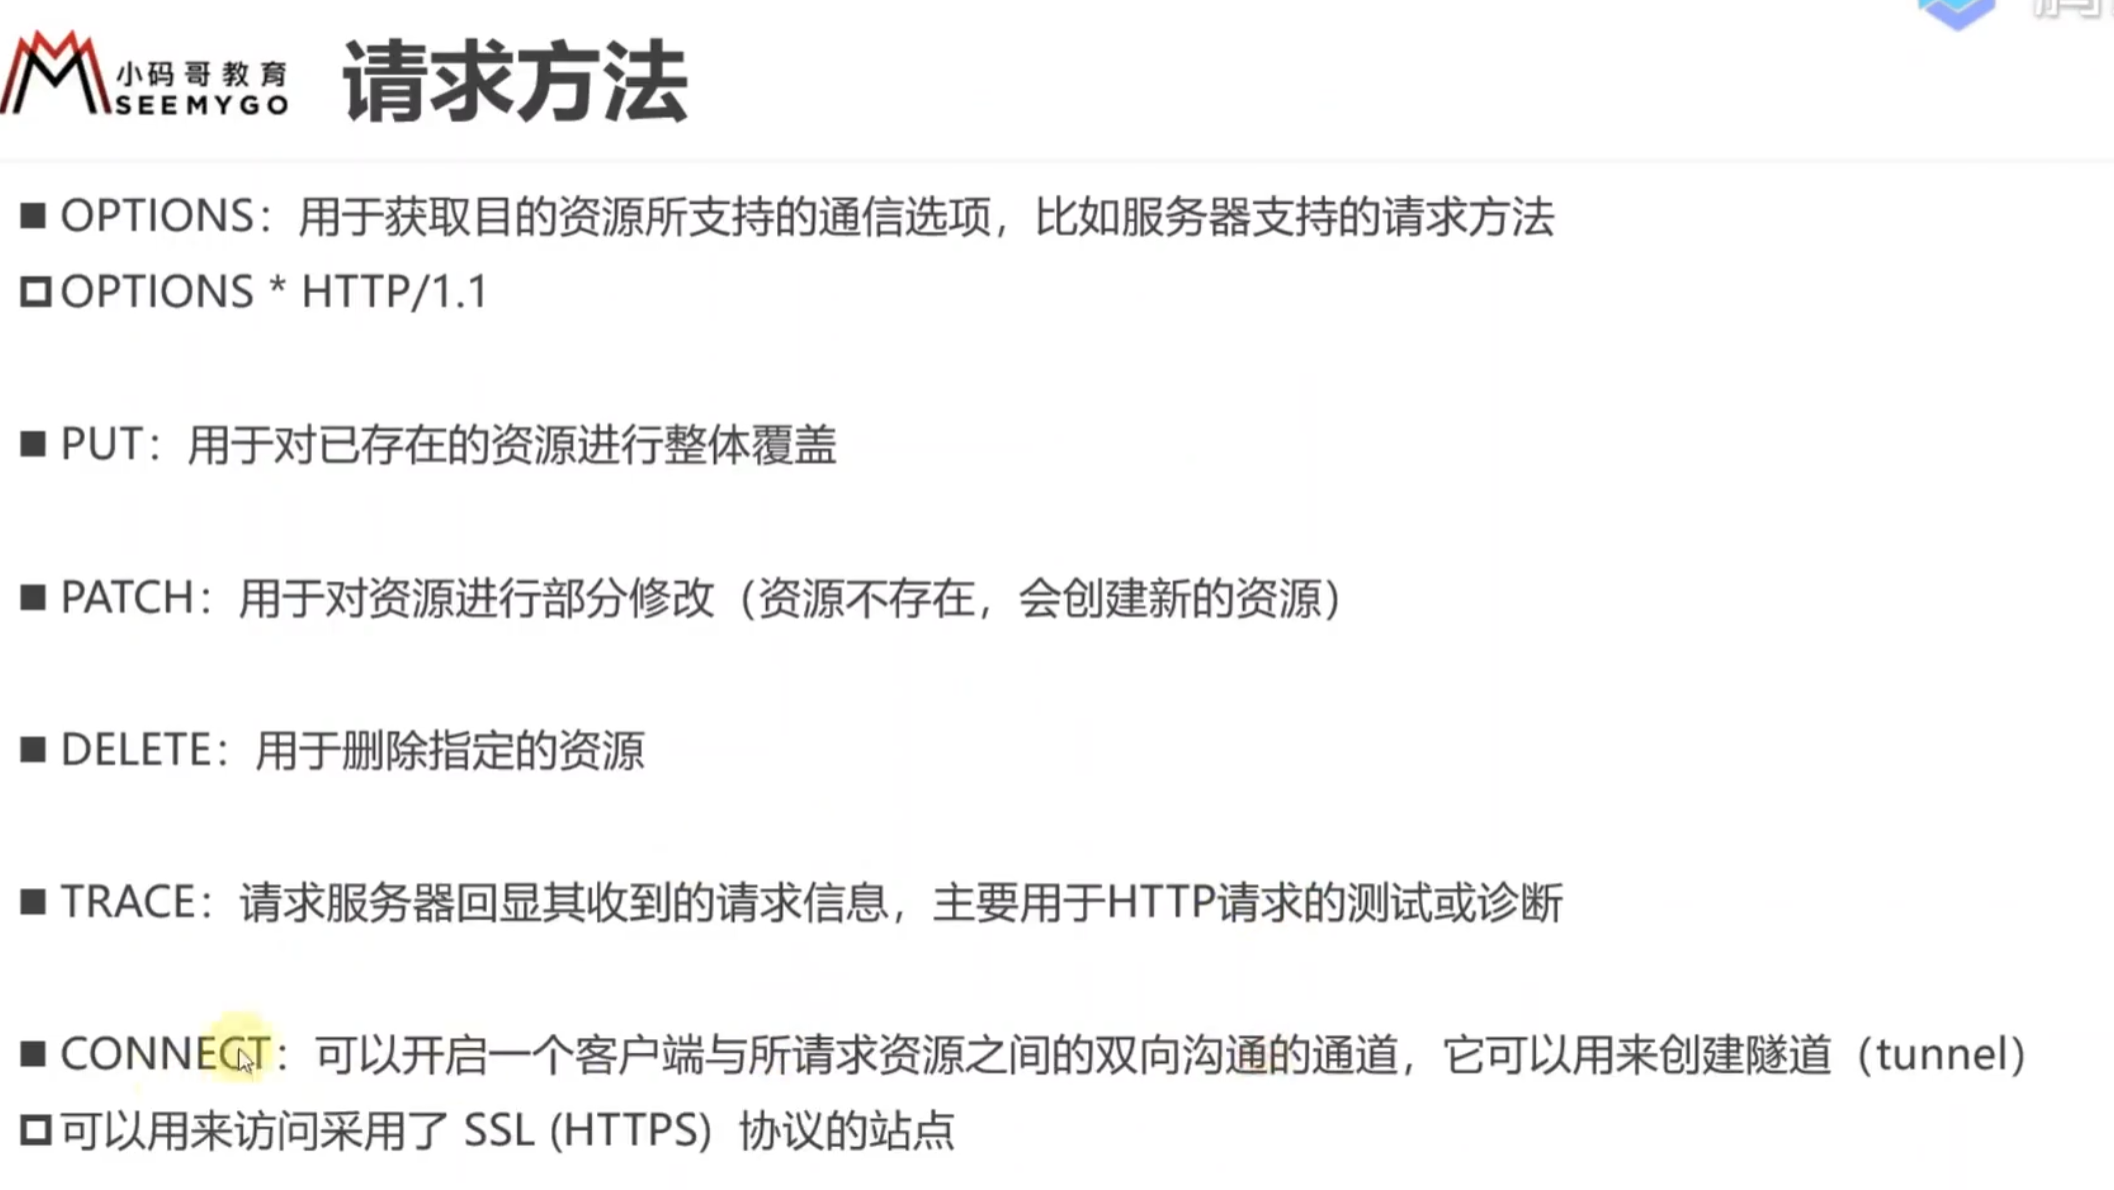 小码哥教育
SEEMYGO
请求方法
■ OPTIONS：用于获取目的资源所支持的通信选项，比如服务器支持的请求方法
□ OPTIONS * HTTP/1.1
■ PUT：用于对已存在的资源进行整体覆盖
■ PATCH：用于对资源进行部分修改（资源不存在，会创建新的资源）
■ DELETE：用于删除指定的资源
■ TRACE：请求服务器回显其收到的请求信息，主要用于HTTP请求的测试或诊断
■ CONNECT：可以开启一个客户端与所请求资源之间的双向沟通的通道，它可以用来创建隧道（tunnel）
□ 可以用来访问采用了 SSL (HTTPS) 协议的站点